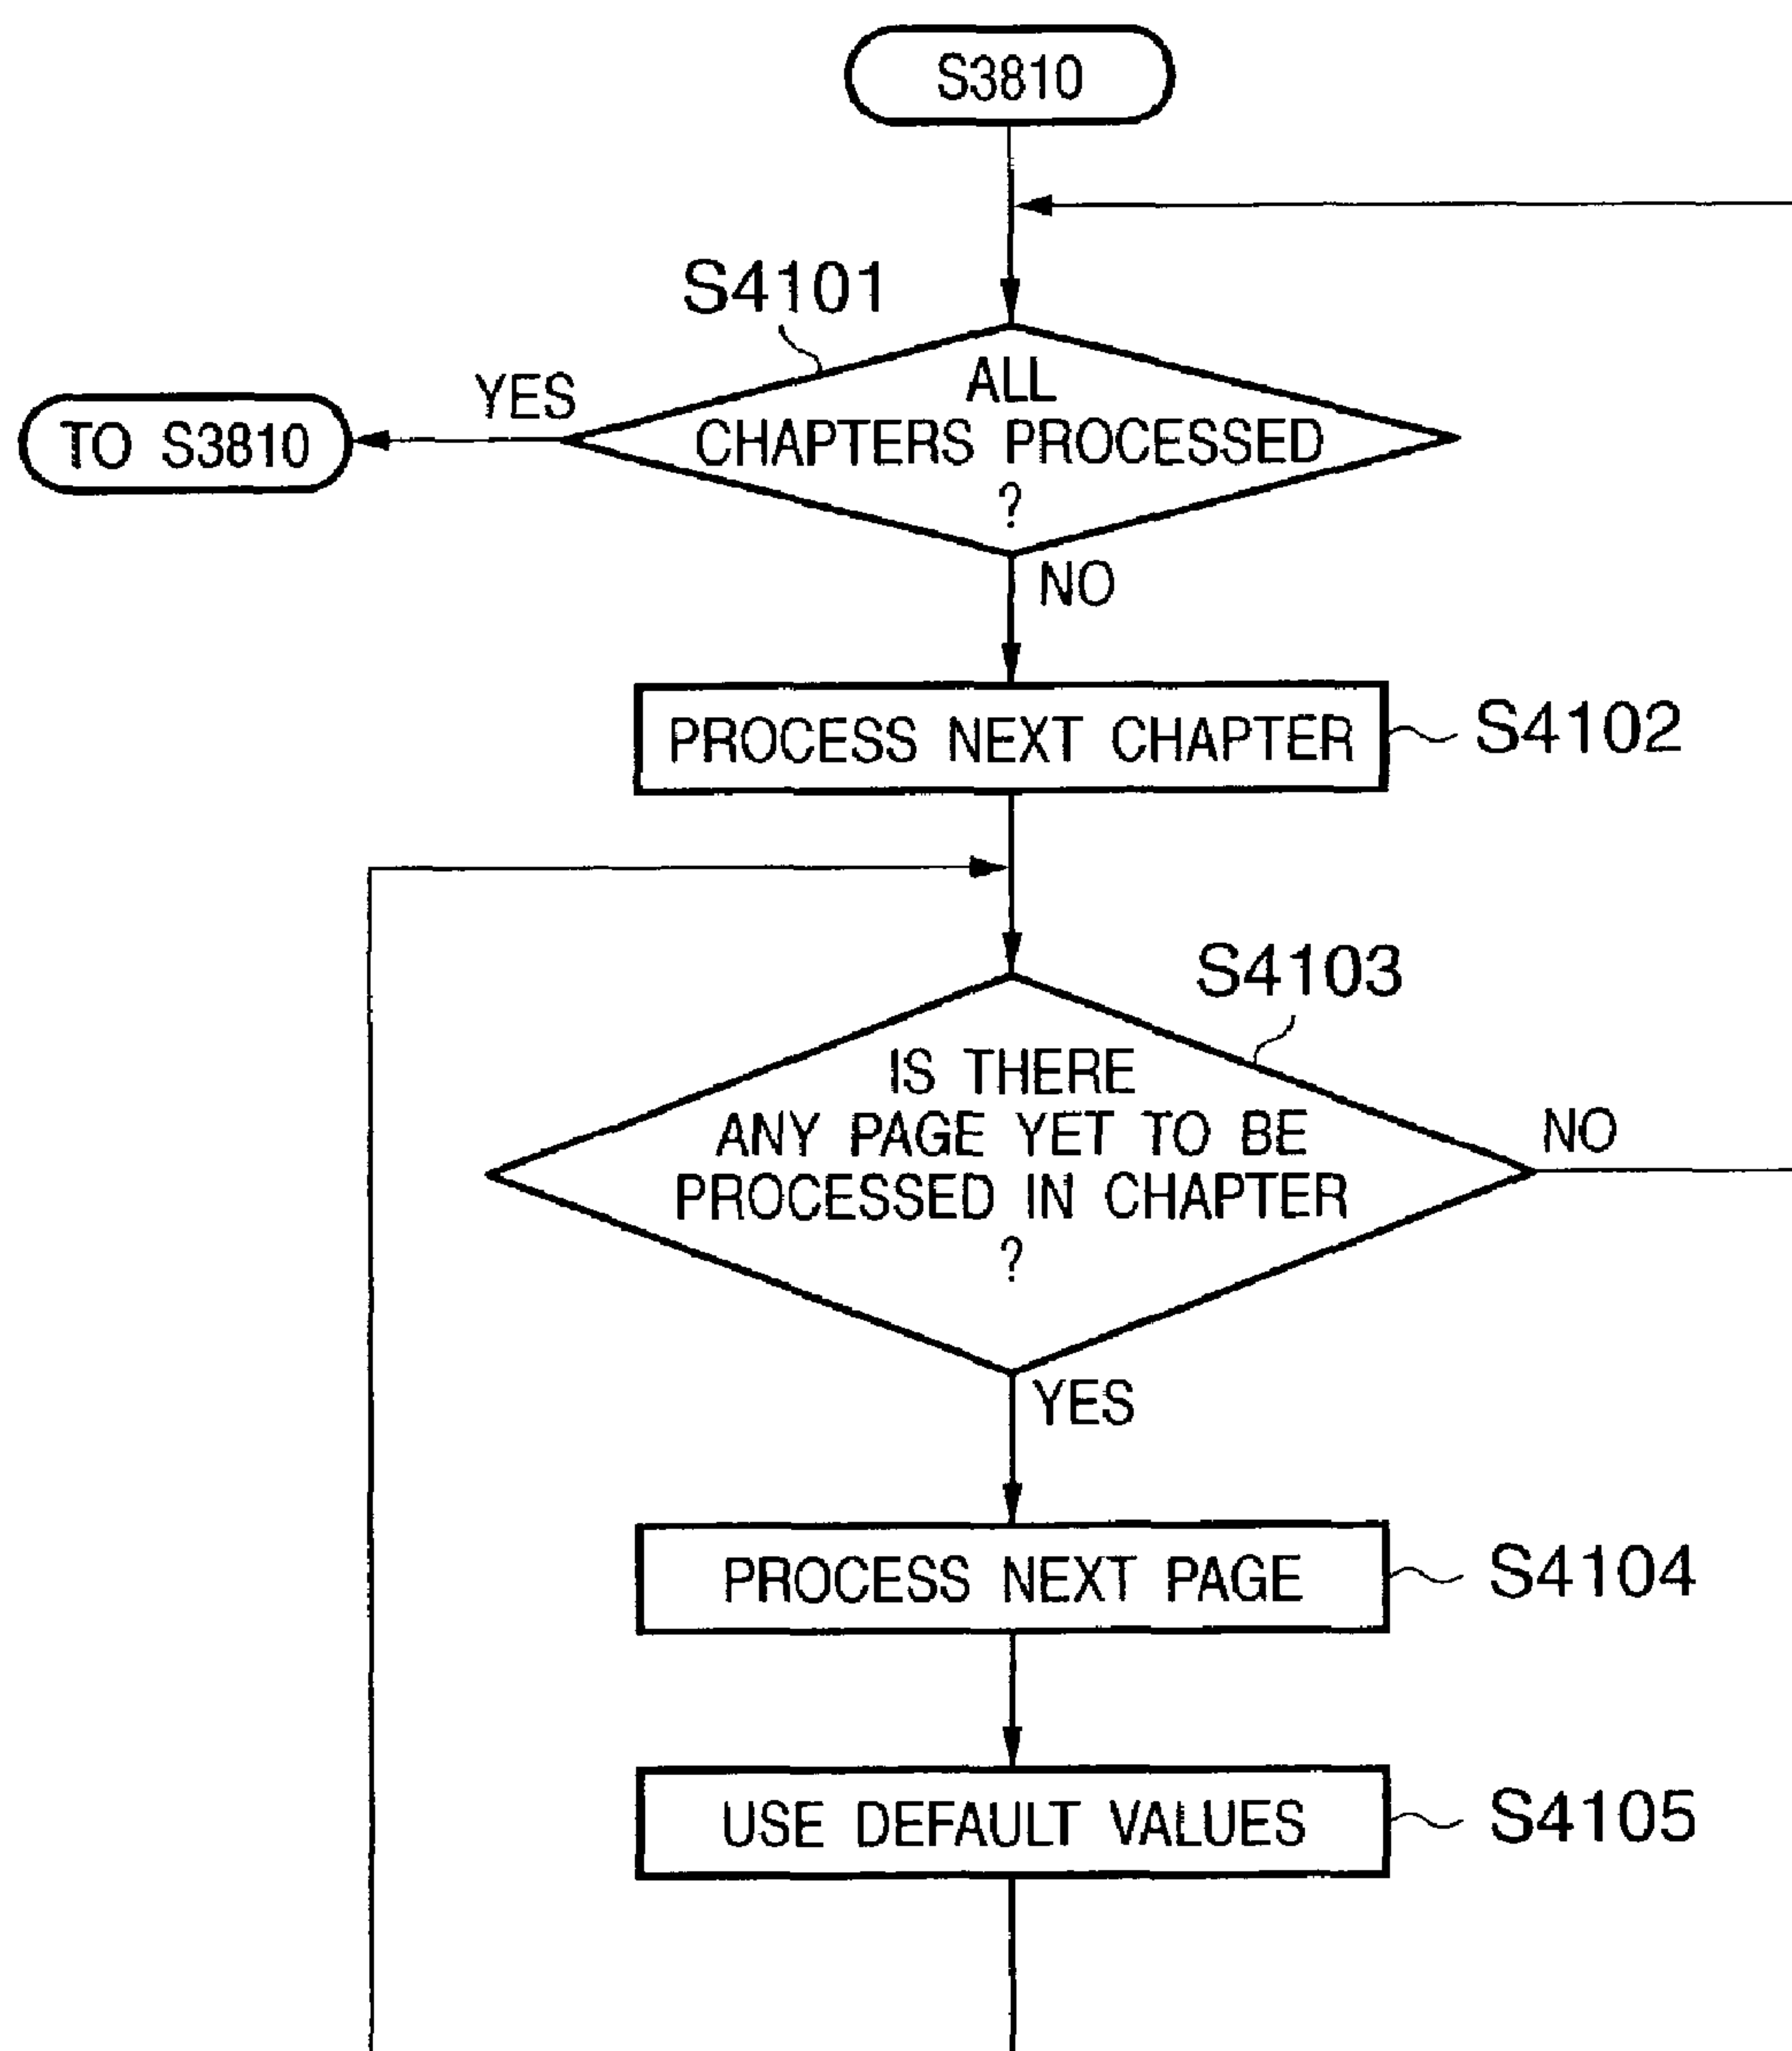 S3810
S4101
YES
TO S3810
ALL
CHAPTERS PROCESSED
?
NO
PROCESS NEXT CHAPTER
S4102
S4103
IS THERE
ANY PAGE YET TO BE
PROCESSED IN CHAPTER
?
NO
YES
PROCESS NEXT PAGE
S4104
USE DEFAULT VALUES
S4105